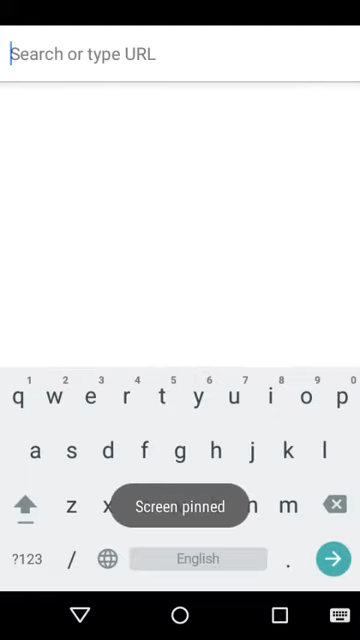 Search or type URL
1 2 3 4 5 6 7 8 9 0
q w e r t y u i o p
a s d f g h j k l
z x m
Screen pinned
?123 / English .